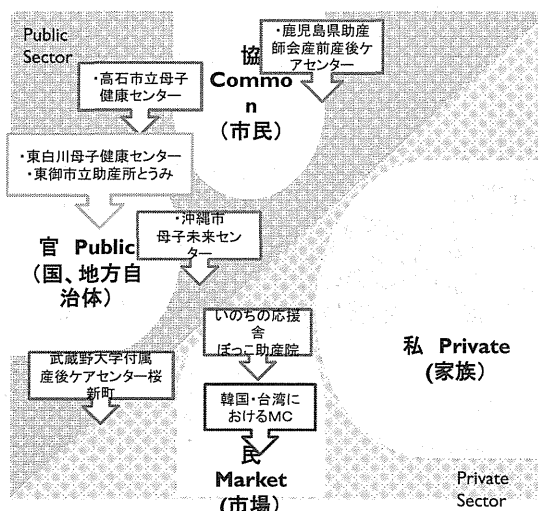 Public
Sector
協
Commo
n
(市民)
・鹿児島県助産
師会産前産後ケ
アセンター
・高石市立母子
健康センター
・東白川母子健康センター
・東御市立助産所とうみ
官 Public
(国、地方自
治体)
・沖縄市
母子未来セン
ター
いのちの応援
舎
ぼっこ助産院
私 Private
(家族)
武蔵野大学付属
産後ケアセンター桜
新町
韓国・台湾に
おけるMC
民
Market
(市場)
Private
Sector